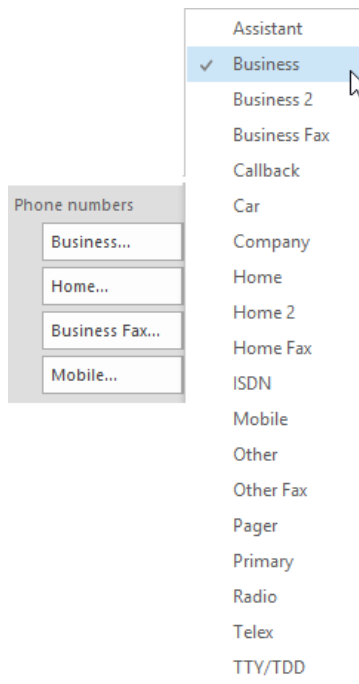 Assistant
Business
Business 2
Business Fax
Callback
Car
Company
Home
Home 2
Home Fax
ISDN
Mobile
Other
Other Fax
Pager
Primary
Radio
Telex
TTY/TDD
Phone numbers
Business...
Home...
Business Fax...
Mobile...